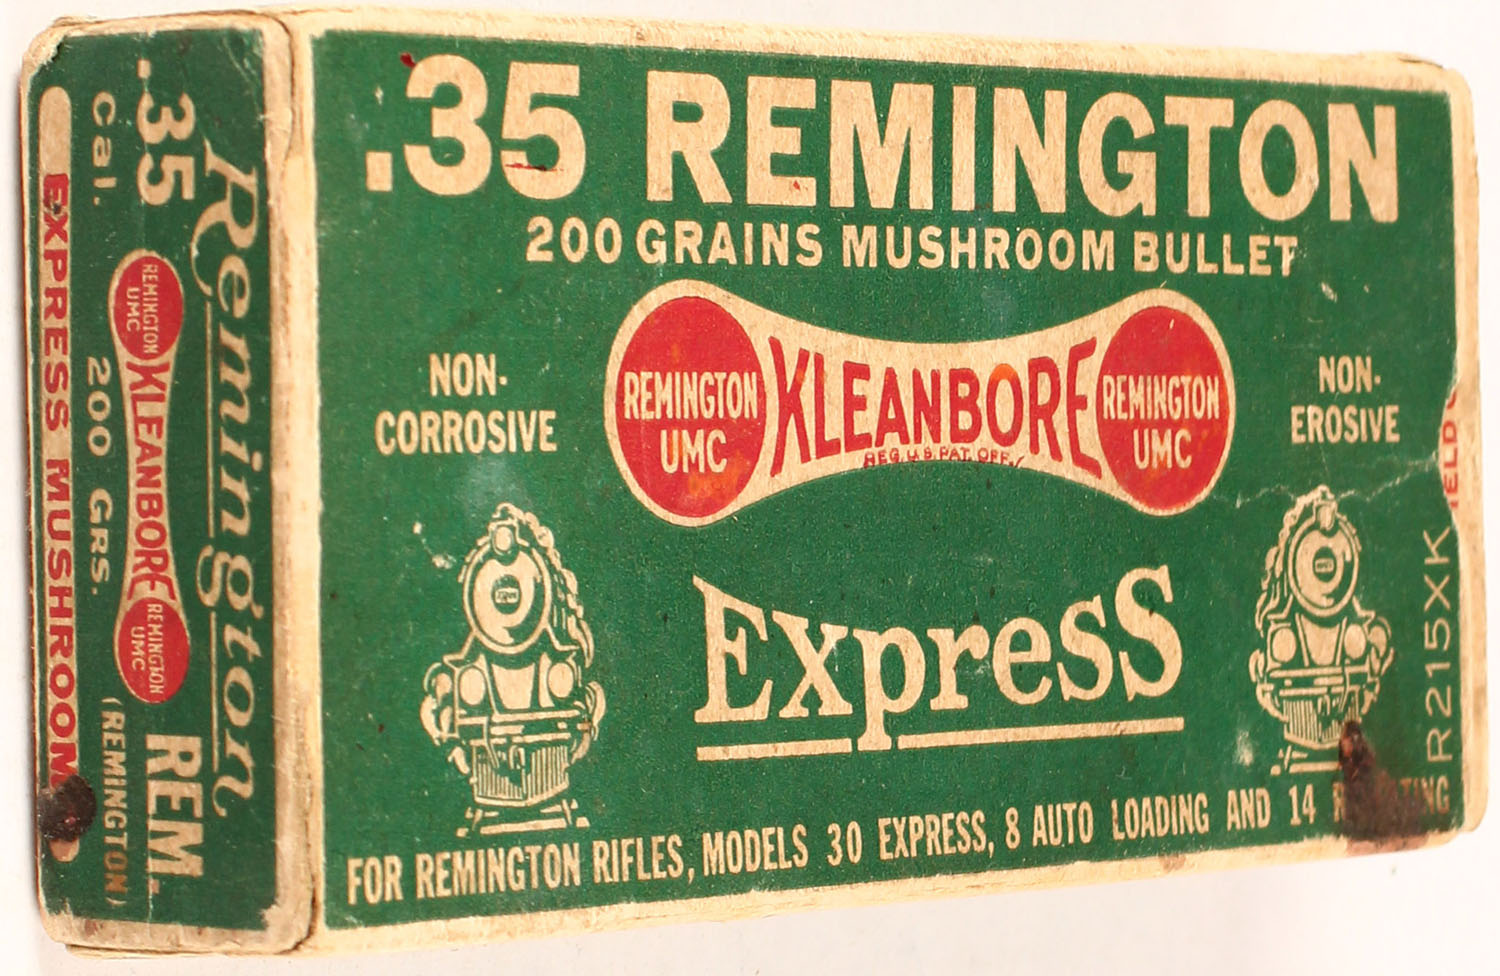 .35 REMINGTON
200 GRAINS MUSHROOM BULLET
NON-
CORROSIVE
REMINGTON
UMC
KLEANBORE
REG. U.S. PAT. OFF.
REMINGTON
UMC
NON-
EROSIVE
Express
FOR REMINGTON RIFLES, MODELS 30 EXPRESS, 8 AUTO LOADING AND 14
R215XK
Remington
.35
REMINGTON
UMC
KLEANBORE
REMINGTON
UMC
REM.
Cal.
200 GRS.
(REMINGTON)
EXPRESS MUSHROOM